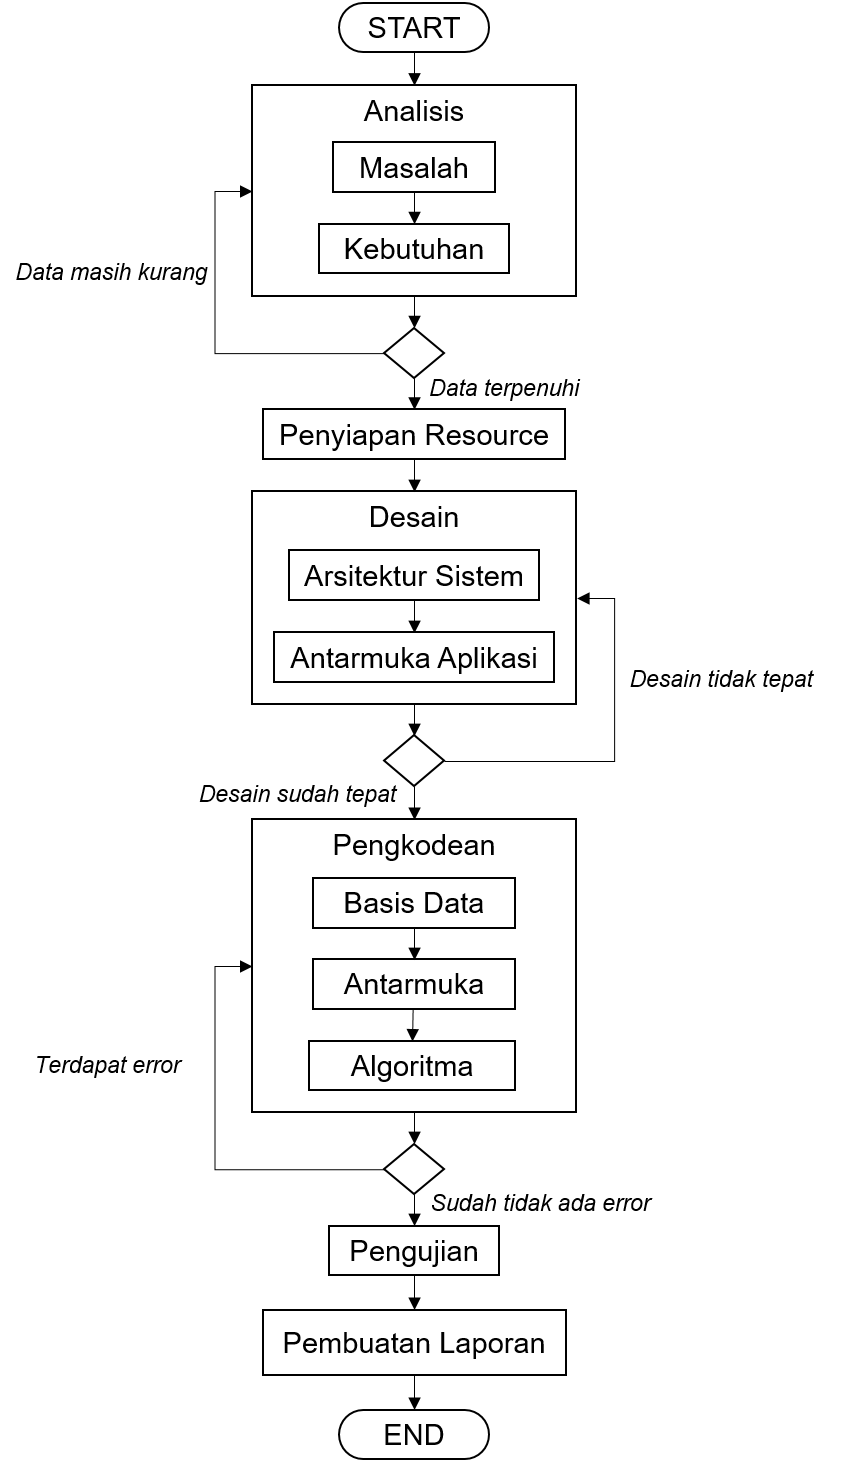 START
Analisis
Masalah
Kebutuhan
Data masih kurang
Data terpenuhi
Penyiapan Resource
Desain
Arsitektur Sistem
Antarmuka Aplikasi
Desain tidak tepat
Desain sudah tepat
Pengkodean
Basis Data
Antarmuka
Algoritma
Terdapat error
Sudah tidak ada error
Pengujian
Pembuatan Laporan
END